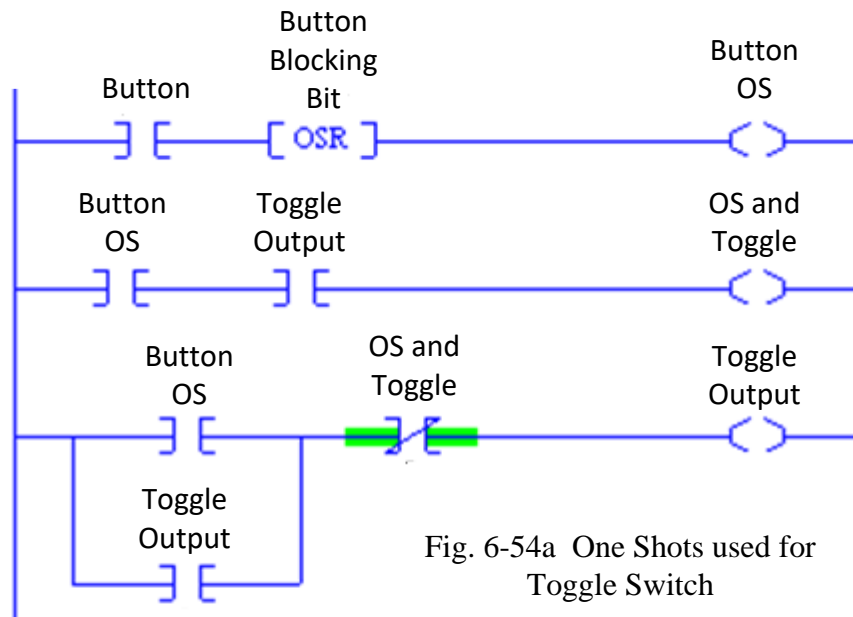 Button
Button
Blocking
Bit
OSR
Button
OS
Button
OS
Toggle
Output
OS and
Toggle
Button
OS
OS and
Toggle
Toggle
Output
Toggle
Output
Fig. 6-54a One Shots used for
Toggle Switch